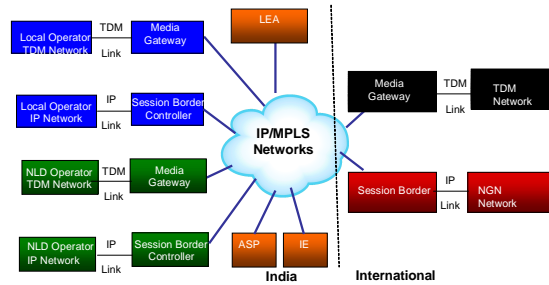 LEA
Local Operator
TDM Network
TDM
Link
Media
Gateway
Local Operator
IP Network
IP
Link
Session Border
Controller
NLD Operator
TDM Network
TDM
Link
Media
Gateway
NLD Operator
IP Network
IP
Link
Session Border
Controller
IP/MPLS
Networks
ASP
IE
Media
Gateway
TDM
Link
TDM
Network
Session Border
IP
Link
NGN
Network
India
International